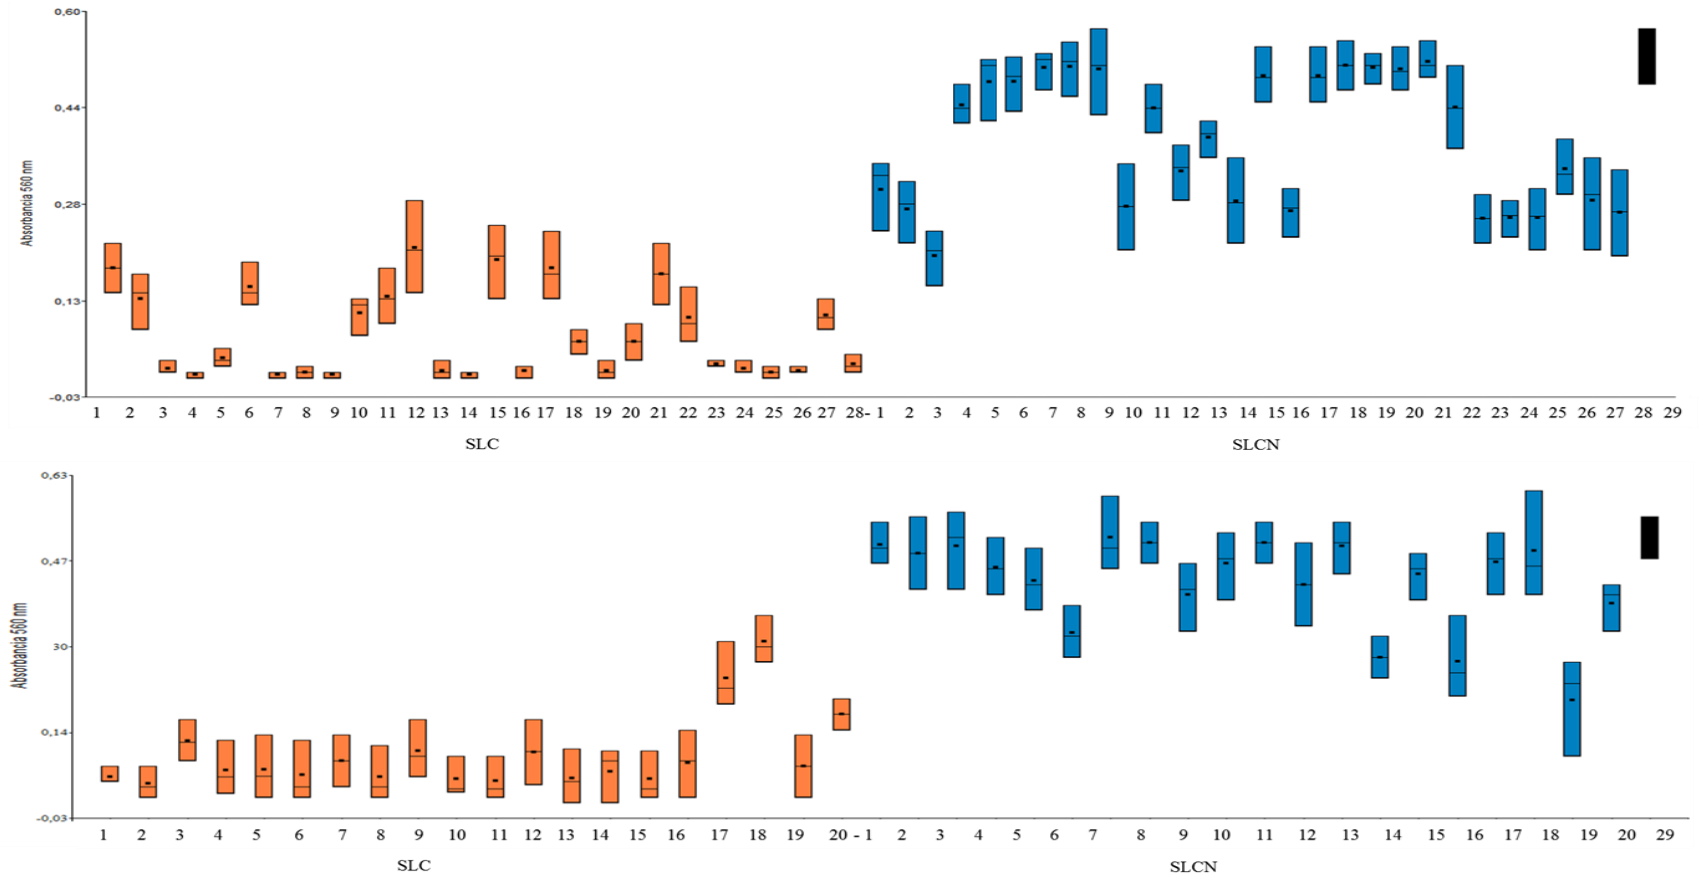 0,60
0,44
0,28
0,13
-0,03
Absorbancia 560 nm
1 2 3 4 5 6 7 8 9 10 11 12 13 14 15 16 17 18 19 20 21 22 23 24 25 26 27 28- 1 2 3 4 5 6 7 8 9 10 11 12 13 14 15 16 17 18 19 20 21 22 23 24 25 26 27 28 29
SLC SLCN
0,63
0,47
30
0,14
-0,03
Absorbancia 560 nm
1 2 3 4 5 6 7 8 9 10 11 12 13 14 15 16 17 18 19 20 - 1 2 3 4 5 6 7 8 9 10 11 12 13 14 15 16 17 18 19 20 29
SLC SLCN